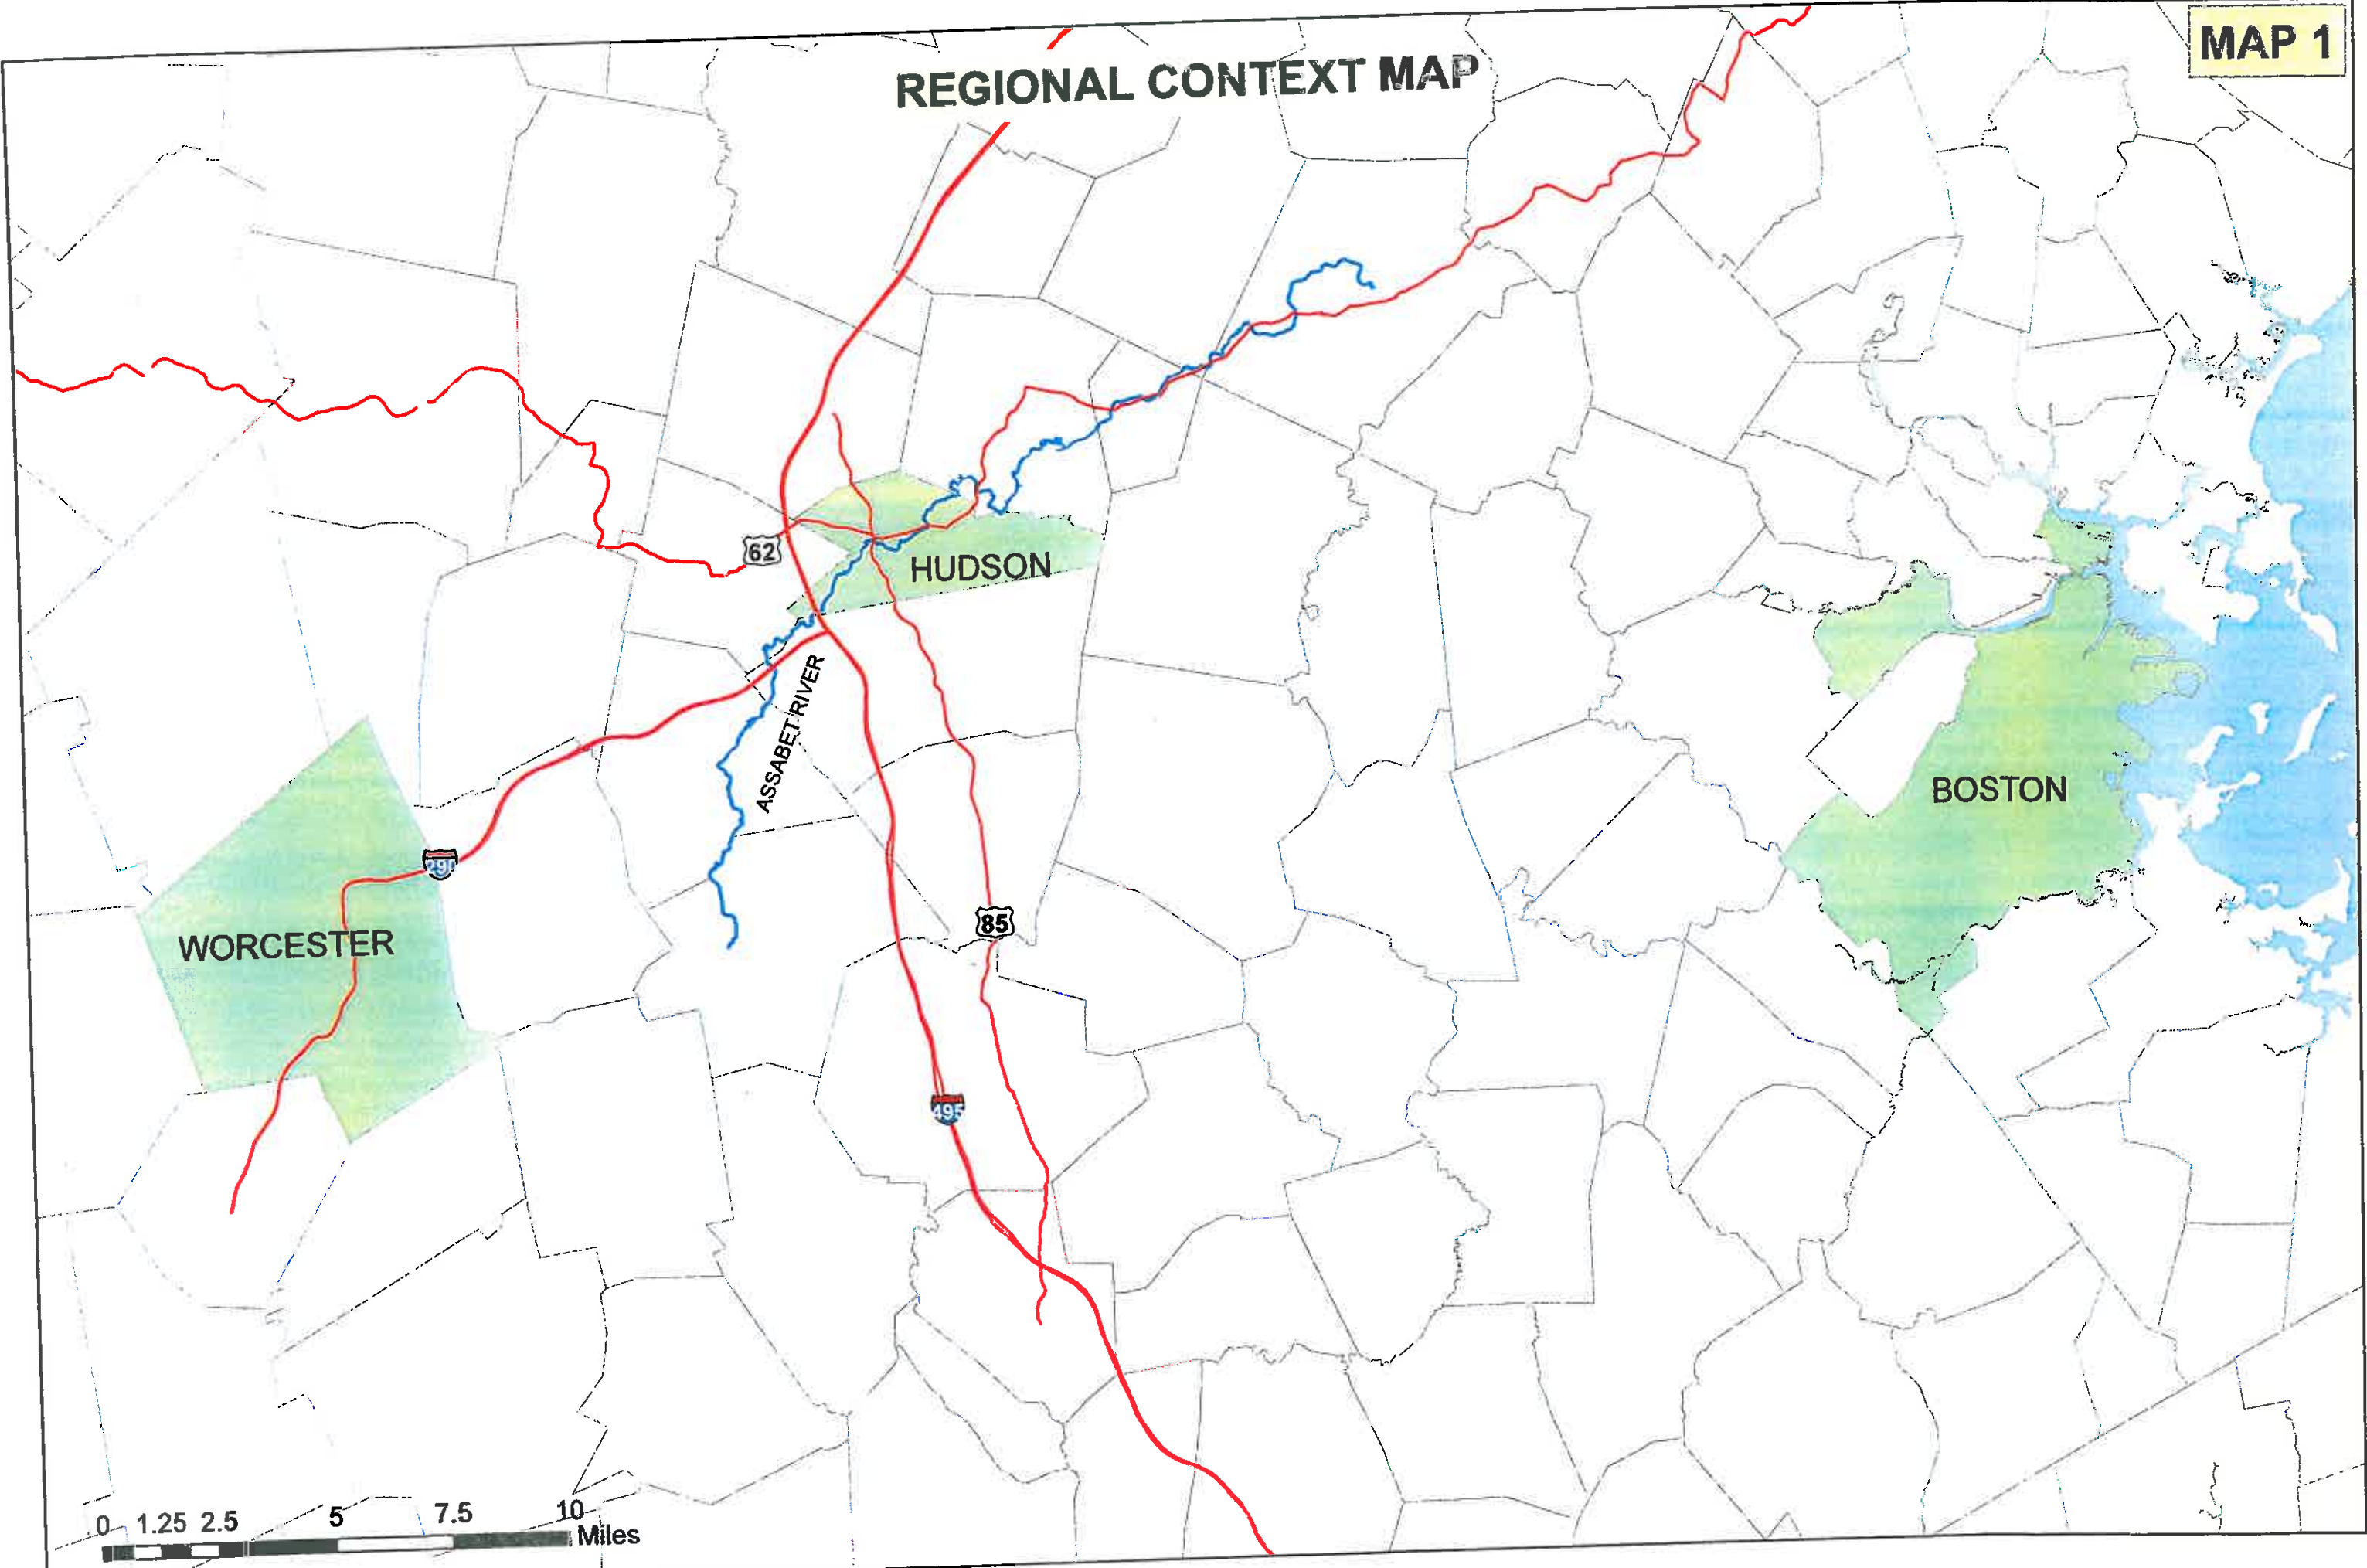 MAP 1
REGIONAL CONTEXT MAP
62
HUDSON
ASSABET RIVER
BOSTON
290
85
WORCESTER
495
0 1.25 2.5 5 7.5 10
Miles